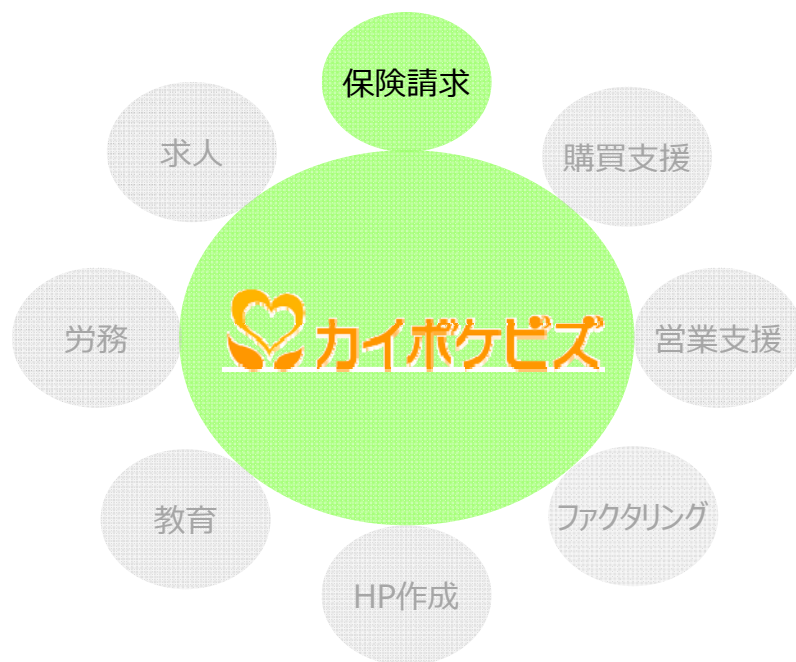 保険請求
求人
購買支援
労務
カイポケビズ
営業支援
教育
ファクタリング
HP作成